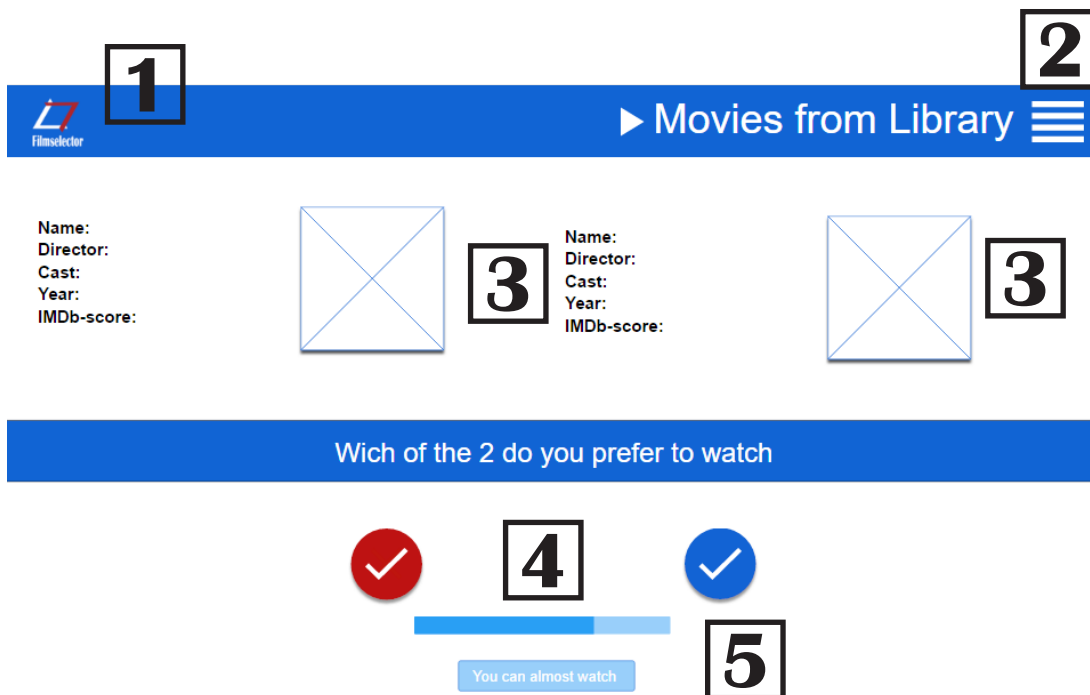 1
2
Filmselector
Movies from Library
Name:
Director:
Cast:
Year:
IMDb-score:
3
Name:
Director:
Cast:
Year:
IMDb-score:
3
Wich of the 2 do you prefer to watch
4
You can almost watch
5